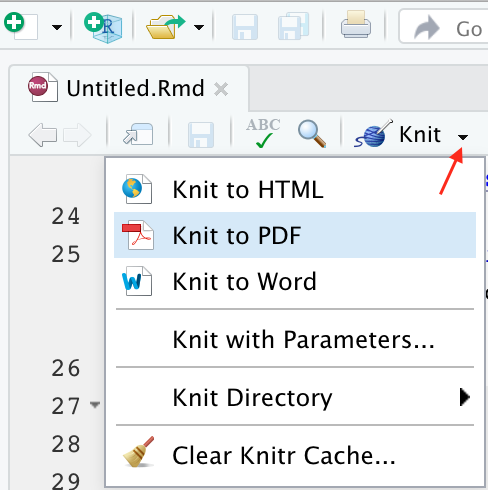 Go
Rmd
Untitled.Rmd
ABC
Knit
Knit to HTML
24
Knit to PDF
25
Knit to Word
Knit with Parameters...
26
Knit Directory
27
28
Clear Knitr Cache...
29